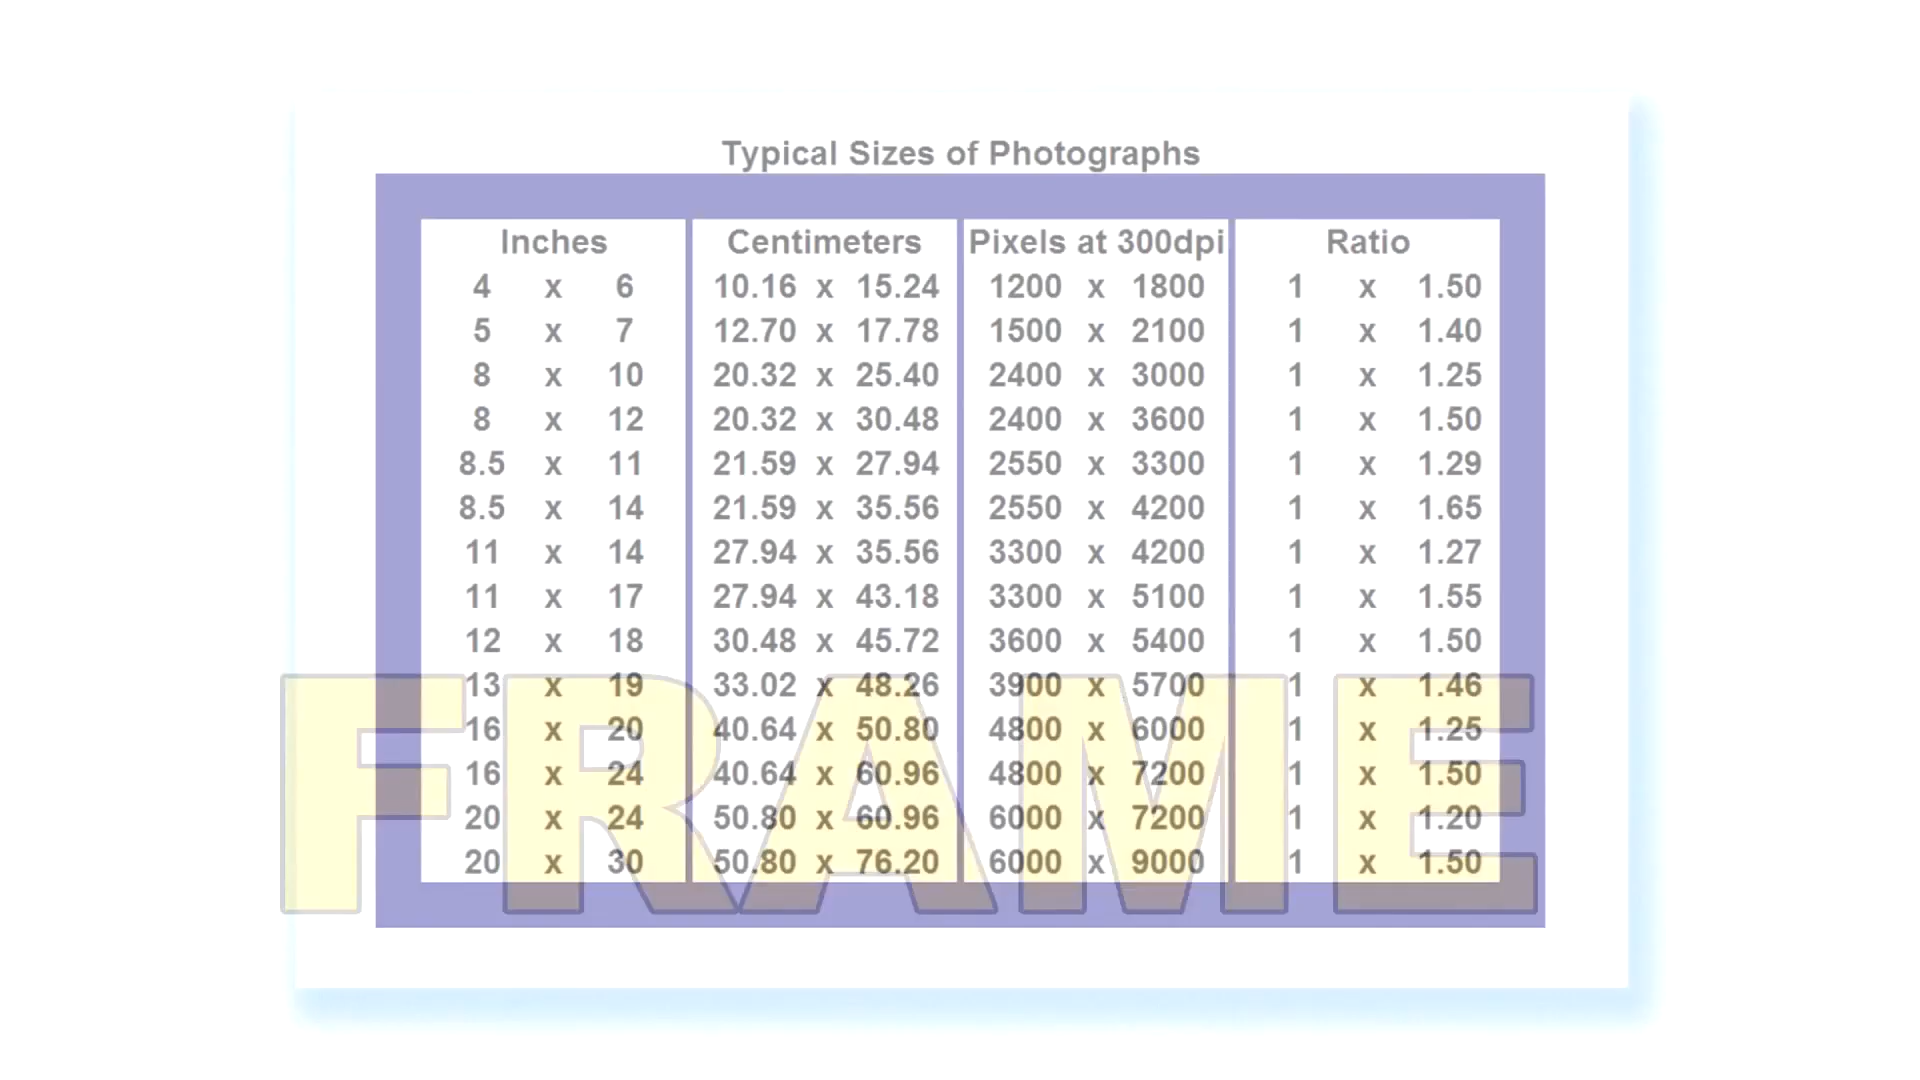 Typical Sizes of Photographs
Inches Centimeters Pixels at 300dpi Ratio
4 x 6 10.16 x 15.24 1200 x 1800 1 x 1.50
5 x 7 12.70 x 17.78 1500 x 2100 1 x 1.40
8 x 10 20.32 x 25.40 2400 x 3000 1 x 1.25
8 x 12 20.32 x 30.48 2400 x 3600 1 x 1.50
8.5 x 11 21.59 x 27.94 2550 x 3300 1 x 1.29
8.5 x 14 21.59 x 35.56 2550 x 4200 1 x 1.65
11 x 14 27.94 x 35.56 3300 x 4200 1 x 1.27
11 x 17 27.94 x 43.18 3300 x 5100 1 x 1.55
12 x 18 30.48 x 45.72 3600 x 5400 1 x 1.50
13 x 19 33.02 x 48.26 3900 x 5700 1 x 1.46
16 x 20 40.64 x 50.80 4800 x 6000 1 x 1.25
16 x 24 40.64 x 60.96 4800 x 7200 1 x 1.50
20 x 24 50.80 x 60.96 6000 x 7200 1 x 1.20
20 x 30 50.80 x 76.20 6000 x 9000 1 x 1.50
FRAME